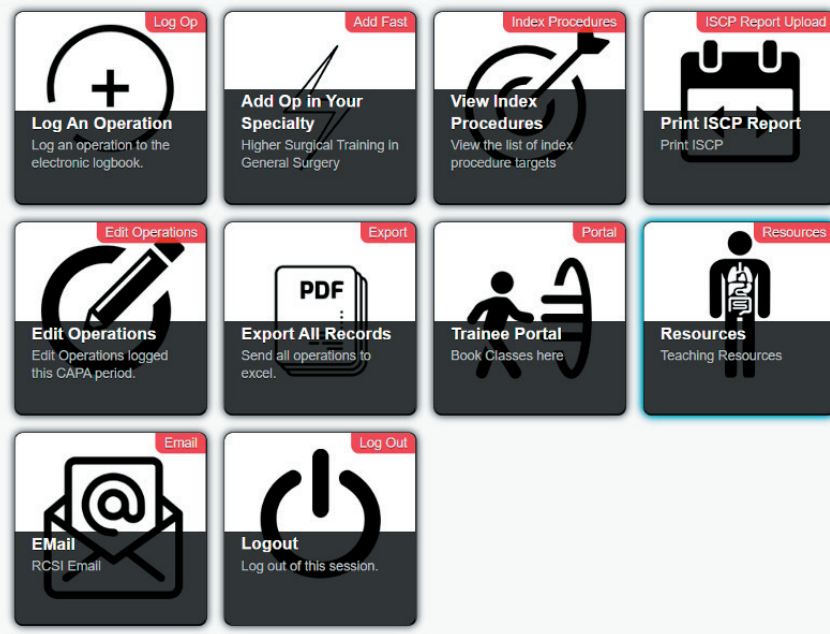 Log Op
Log An Operation
Log an operation to the
electronic logbook.
Add Fast
Add Op in Your
Specialty
Higher Surgical Training in
General Surgery
Index Procedures
View Index
Procedures
View the list of index
procedure targets
ISCP Report Upload
Print ISCP Report
Print ISCP
Edit Operations
Edit Operations
Edit Operations logged
this CAPA period.
Export
PDF
Export All Records
Send all operations to
excel.
Portal
Trainee Portal
Book Classes here
Resources
Resources
Teaching Resources
Email
@
EMail
RCSI Email
Log Out
Logout
Log out of this session.